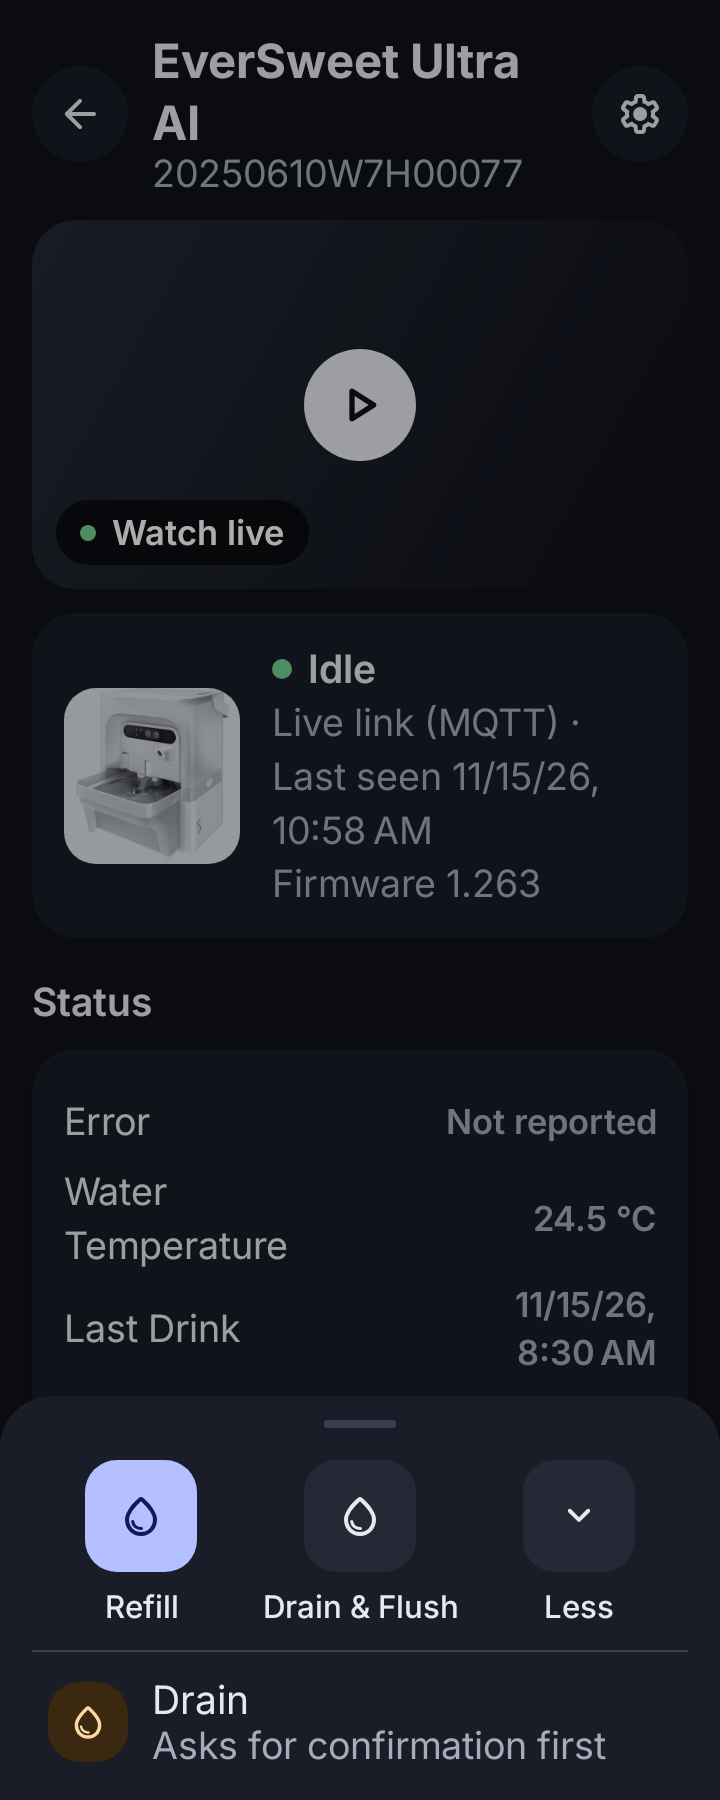 EverSweet Ultra
AI
20250610W7H00077
Watch live
Idle
Live link (MQTT) ·
Last seen 11/15/26,
10:58 AM
Firmware 1.263
Status
Error
Not reported
Water
Temperature
24.5 °C
Last Drink
11/15/26,
8:30 AM
Refill
Drain & Flush
Less
Drain
Asks for confirmation first